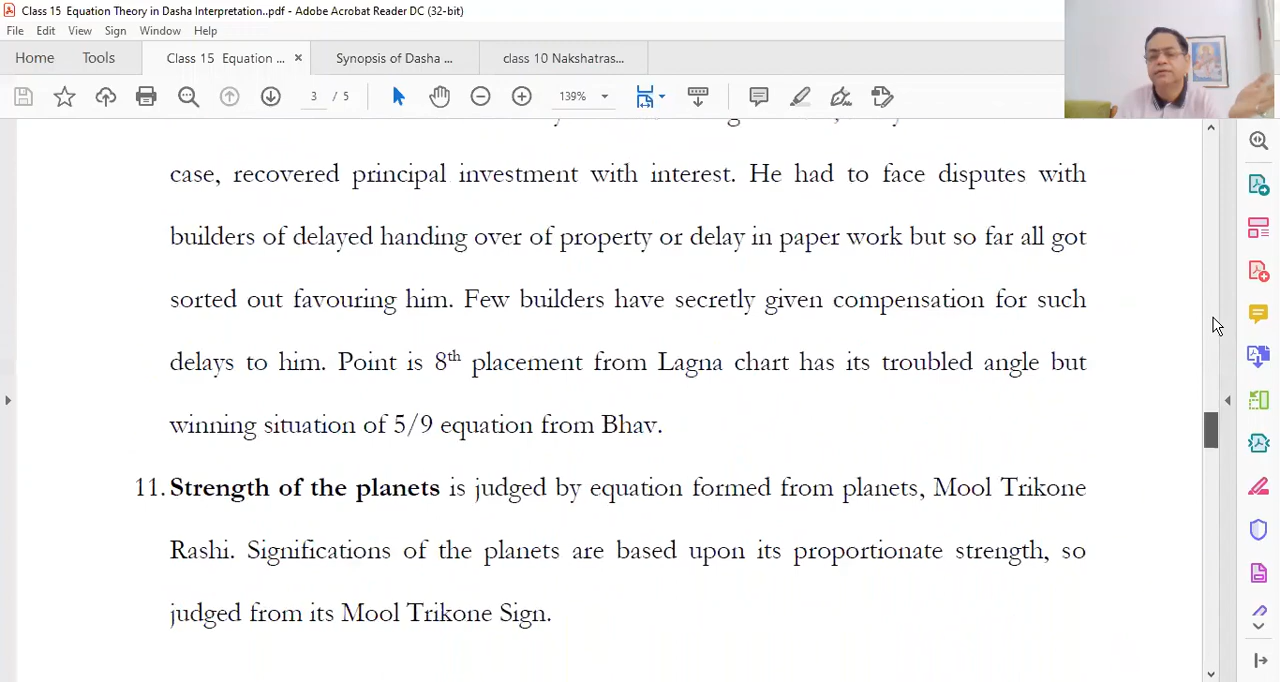 Class 15  Equation Theory in Dasha Interpretation..pdf - Adobe Acrobat Reader DC (32-bit)
File Edit View Sign Window Help
Home Tools Class 15  Equation ... × Synopsis of Dasha ... class 10 Nakshatras...
3 / 5 139%
case, recovered principal investment with interest. He had to face disputes with
builders of delayed handing over of property or delay in paper work but so far all got
sorted out favouring him. Few builders have secretly given compensation for such
delays to him. Point is 8th placement from Lagna chart has its troubled angle but
winning situation of 5/9 equation from Bhav.
11. Strength of the planets is judged by equation formed from planets, Mool Trikone
Rashi. Significations of the planets are based upon its proportionate strength, so
judged from its Mool Trikone Sign.